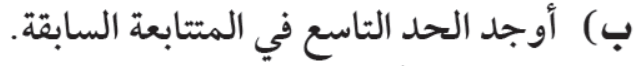 ب) أوجد الحد التاسع في المتتابعة السابقة.